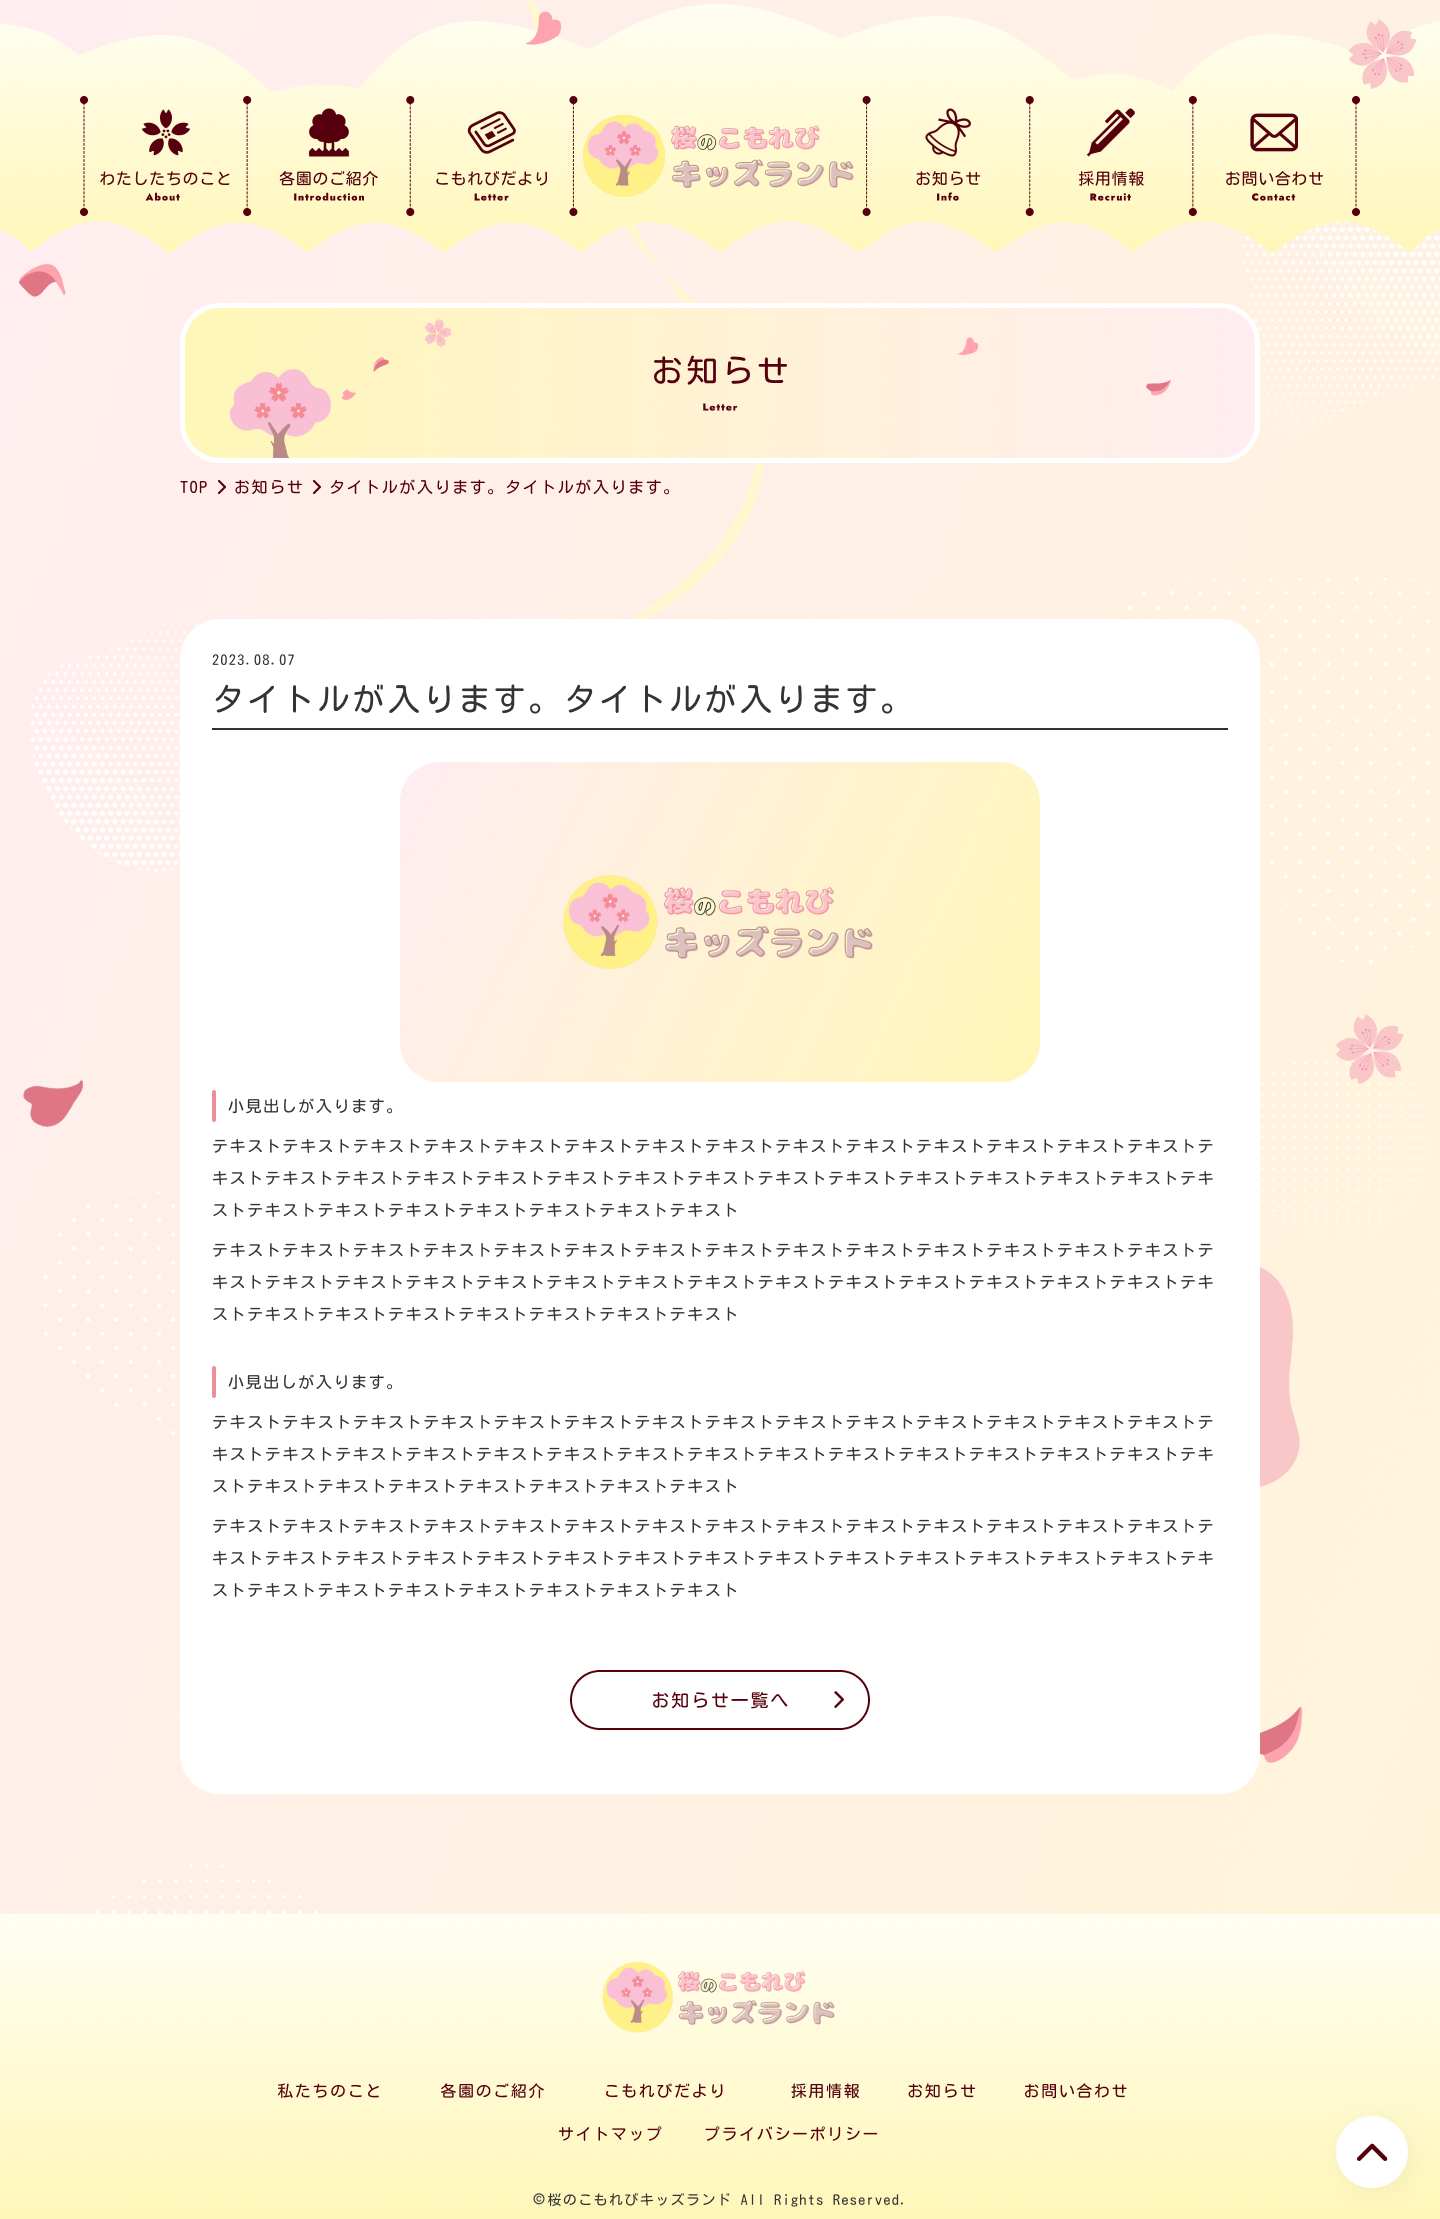 わたしたちのこと
About
各園のご紹介
Introduction
こもれびだより
Letter
桜のこもれび
キッズランド
お知らせ
Info
採用情報
Recruit
お問い合わせ
Contact
お知らせ
Letter
TOP お知らせ タイトルが入ります。タイトルが入ります。
2023.08.07
タイトルが入ります。タイトルが入ります。
桜のこもれび
キッズランド
小見出しが入ります。
テキストテキストテキストテキストテキストテキストテキストテキストテキストテキストテキストテキストテキストテキストテ
キストテキストテキストテキストテキストテキストテキストテキストテキストテキストテキストテキストテキストテキストテキ
ストテキストテキストテキストテキストテキストテキストテキスト
テキストテキストテキストテキストテキストテキストテキストテキストテキストテキストテキストテキストテキストテキストテ
キストテキストテキストテキストテキストテキストテキストテキストテキストテキストテキストテキストテキストテキストテキ
ストテキストテキストテキストテキストテキストテキストテキスト
小見出しが入ります。
テキストテキストテキストテキストテキストテキストテキストテキストテキストテキストテキストテキストテキストテキストテ
キストテキストテキストテキストテキストテキストテキストテキストテキストテキストテキストテキストテキストテキストテキ
ストテキストテキストテキストテキストテキストテキストテキスト
テキストテキストテキストテキストテキストテキストテキストテキストテキストテキストテキストテキストテキストテキストテ
キストテキストテキストテキストテキストテキストテキストテキストテキストテキストテキストテキストテキストテキストテキ
ストテキストテキストテキストテキストテキストテキストテキスト
お知らせ一覧へ
桜のこもれび
キッズランド
私たちのこと 各園のご紹介 こもれびだより 採用情報 お知らせ お問い合わせ
サイトマップ プライバシーポリシー
©桜のこもれびキッズランド All Rights Reserved.